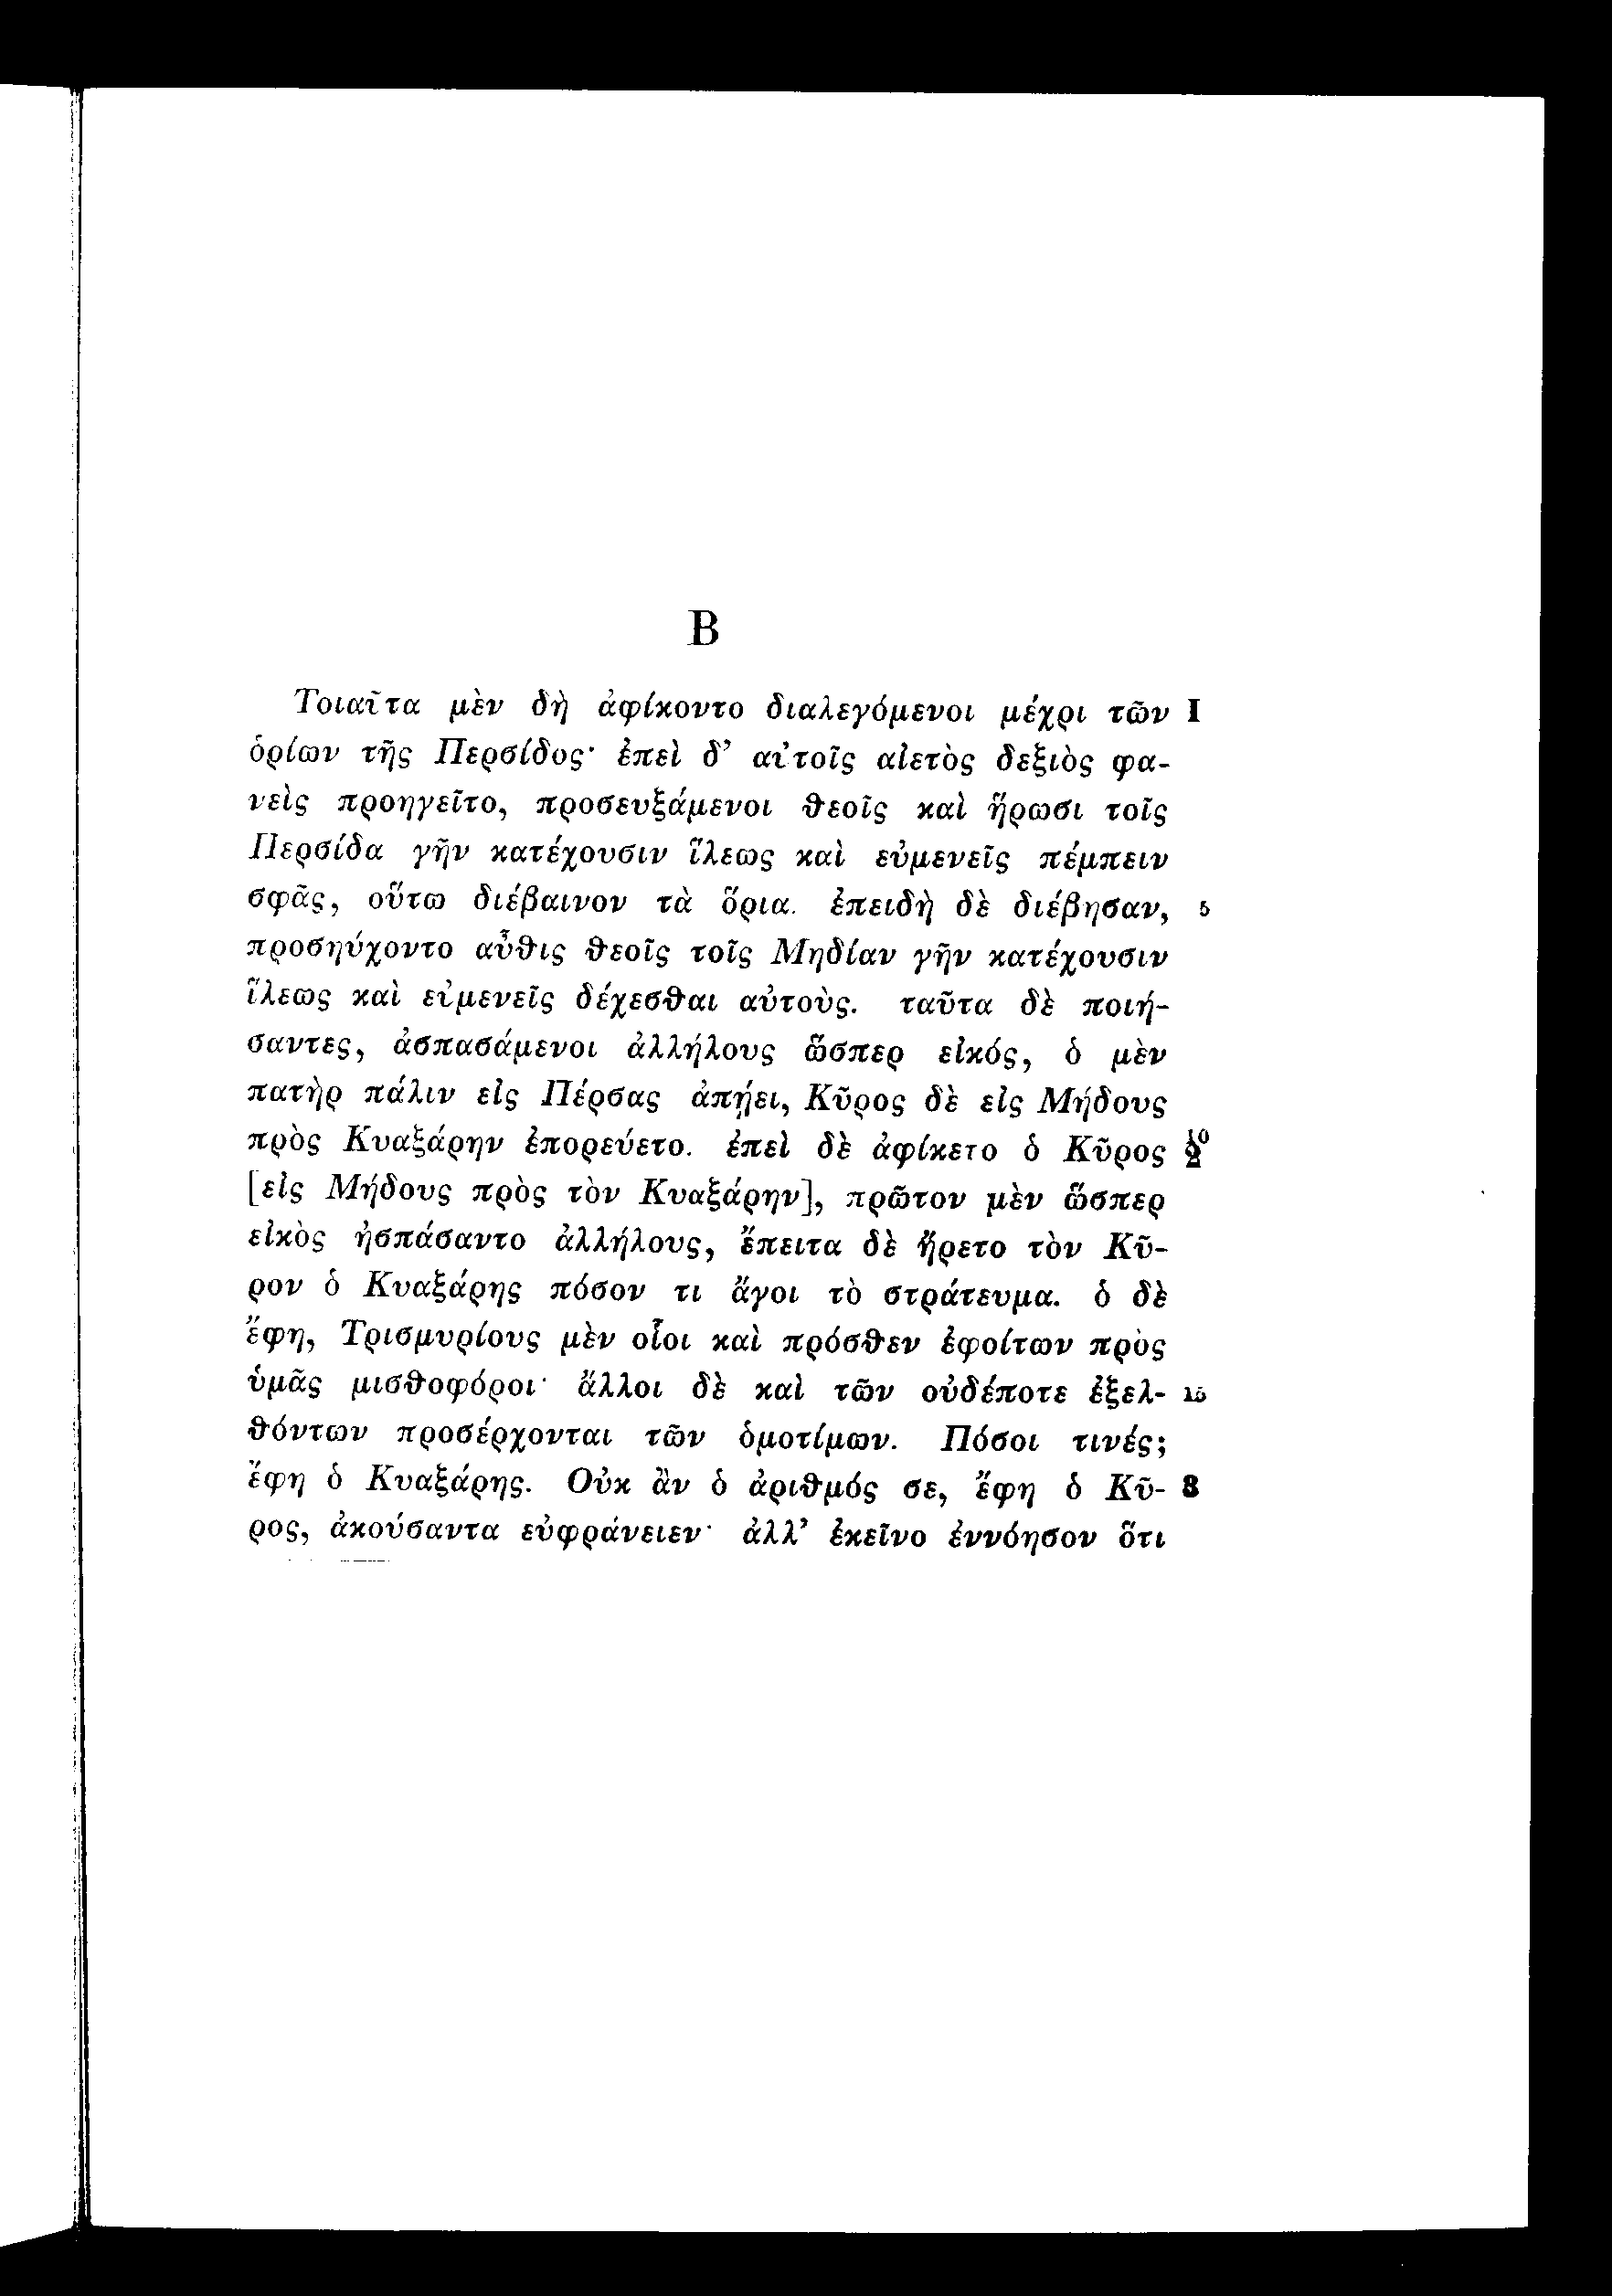 B
Τοιαῦτα μὲν δὴ ἀφίκοντο διαλεγόμενοι μέχρι τῶν I
ὁρίων τῆς Περσίδος· ἐπεὶ δ’ αὐτοῖς αἰετὸς δεξιὸς φα-
νεὶς προηγεῖτο, προσευξάμενοι θεοῖς καὶ ἥρωσι τοῖς
Περσίδα γῆν κατέχουσιν ἵλεως καὶ εὐμενεῖς πέμπειν
σφᾶς, οὕτω διέβαινον τὰ ὅρια. ἐπειδὴ δὲ διέβησαν, 5
προσηύχοντο αὖθις θεοῖς τοῖς Μηδίαν γῆν κατέχουσιν
ἵλεως καὶ εὐμενεῖς δέχεσθαι αὐτούς. ταῦτα δὲ ποιή-
σαντες, ἀσπασάμενοι ἀλλήλους ὥσπερ εἰκός, ὁ μὲν
πατὴρ πάλιν εἰς Πέρσας ἀπῄει, Κῦρος δὲ εἰς Μήδους
πρὸς Κυαξάρην ἐπορεύετο. ἐπεὶ δὲ ἀφίκετο ὁ Κῦρος 10 2
[εἰς Μήδους πρὸς τὸν Κυαξάρην], πρῶτον μὲν ὥσπερ
εἰκὸς ἠσπάσαντο ἀλλήλους, ἔπειτα δὲ ἤρετο τὸν Κῦ-
ρον ὁ Κυαξάρης πόσον τι ἄγοι τὸ στράτευμα. ὁ δὲ
ἔφη, Τρισμυρίους μὲν οἷοι καὶ πρόσθεν ἐφοίτων πρὸς
ὑμᾶς μισθοφόροι· ἄλλοι δὲ καὶ τῶν οὐδέποτε ἐξελ- 15
θόντων προσέρχονται τῶν ὁμοτίμων. Πόσοι τινές;
ἔφη ὁ Κυαξάρης. Οὐκ ἂν ὁ ἀριθμός σε, ἔφη ὁ Κῦ- 3
ρος, ἀκούσαντα εὐφράνειεν· ἀλλ’ ἐκεῖνο ἐννόησον ὅτι